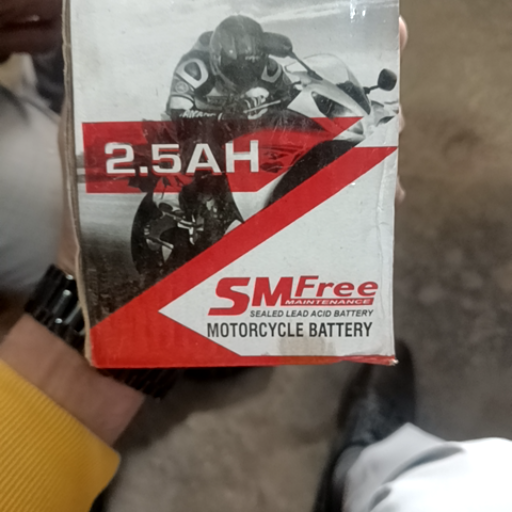 2.5AH
SMFree
MAINTENANCE
SEALED LEAD ACID BATTERY
MOTORCYCLE BATTERY